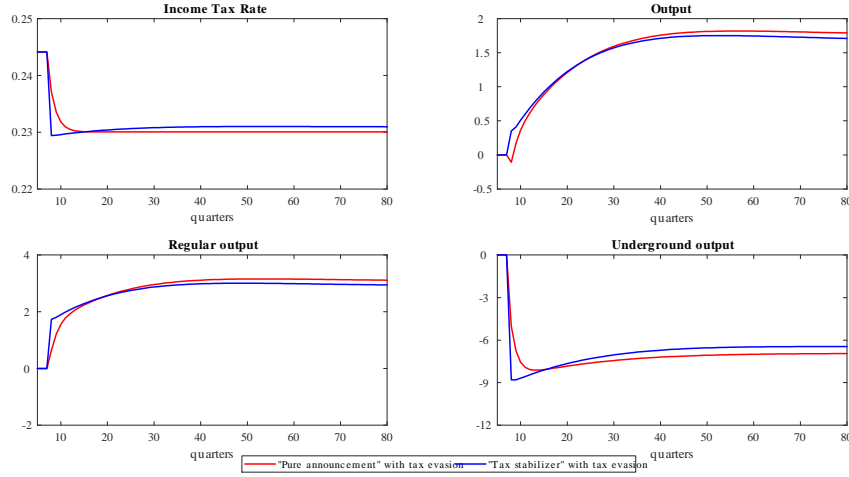 Income Tax Rate
0.25
0.24
0.23
0.22
10 20 30 40 50 60 70 80
quarters
Output
2
1.5
1
0.5
0
-0.5
10 20 30 40 50 60 70 80
quarters
Regular output
4
2
0
-2
10 20 30 40 50 60 70 80
quarters
Underground output
0
-3
-6
-9
-12
10 20 30 40 50 60 70 80
quarters
"Pure announcement" with tax evasion
"Tax stabilizer" with tax evasion